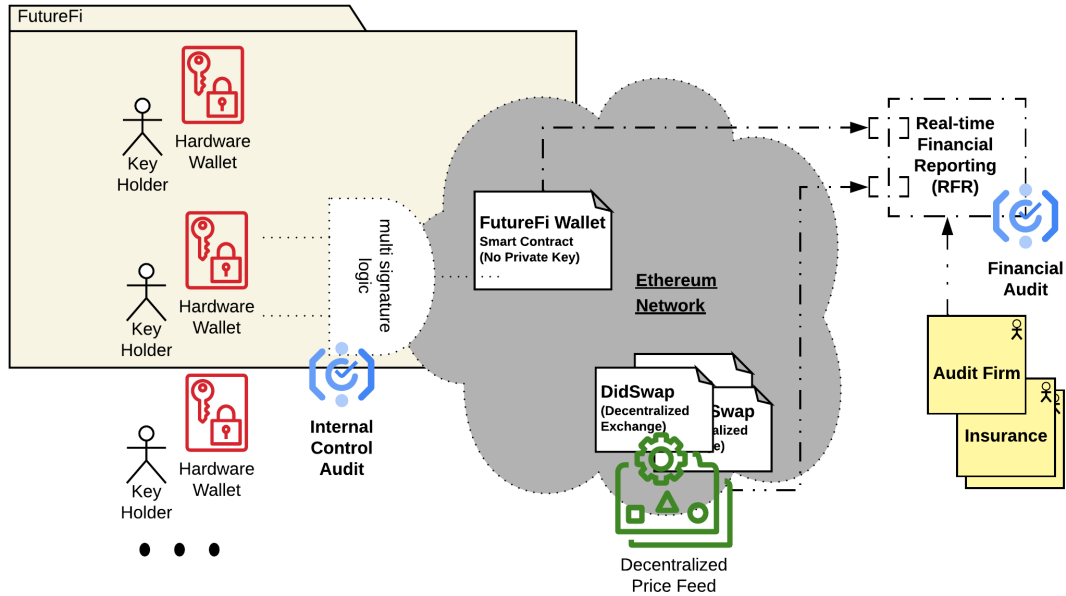 FutureFi
Hardware
Wallet
Key
Holder
Hardware
Wallet
Key
Holder
Hardware
Wallet
Key
Holder
multi signature
logic
Internal
Control
Audit
FutureFi Wallet
Smart Contract
(No Private Key)
Ethereum
Network
DidSwap
(Decentralized
Exchange)
Swap
alized
e)
Decentralized
Price Feed
Real-time
Financial
Reporting
(RFR)
Financial
Audit
Audit Firm
Insurance